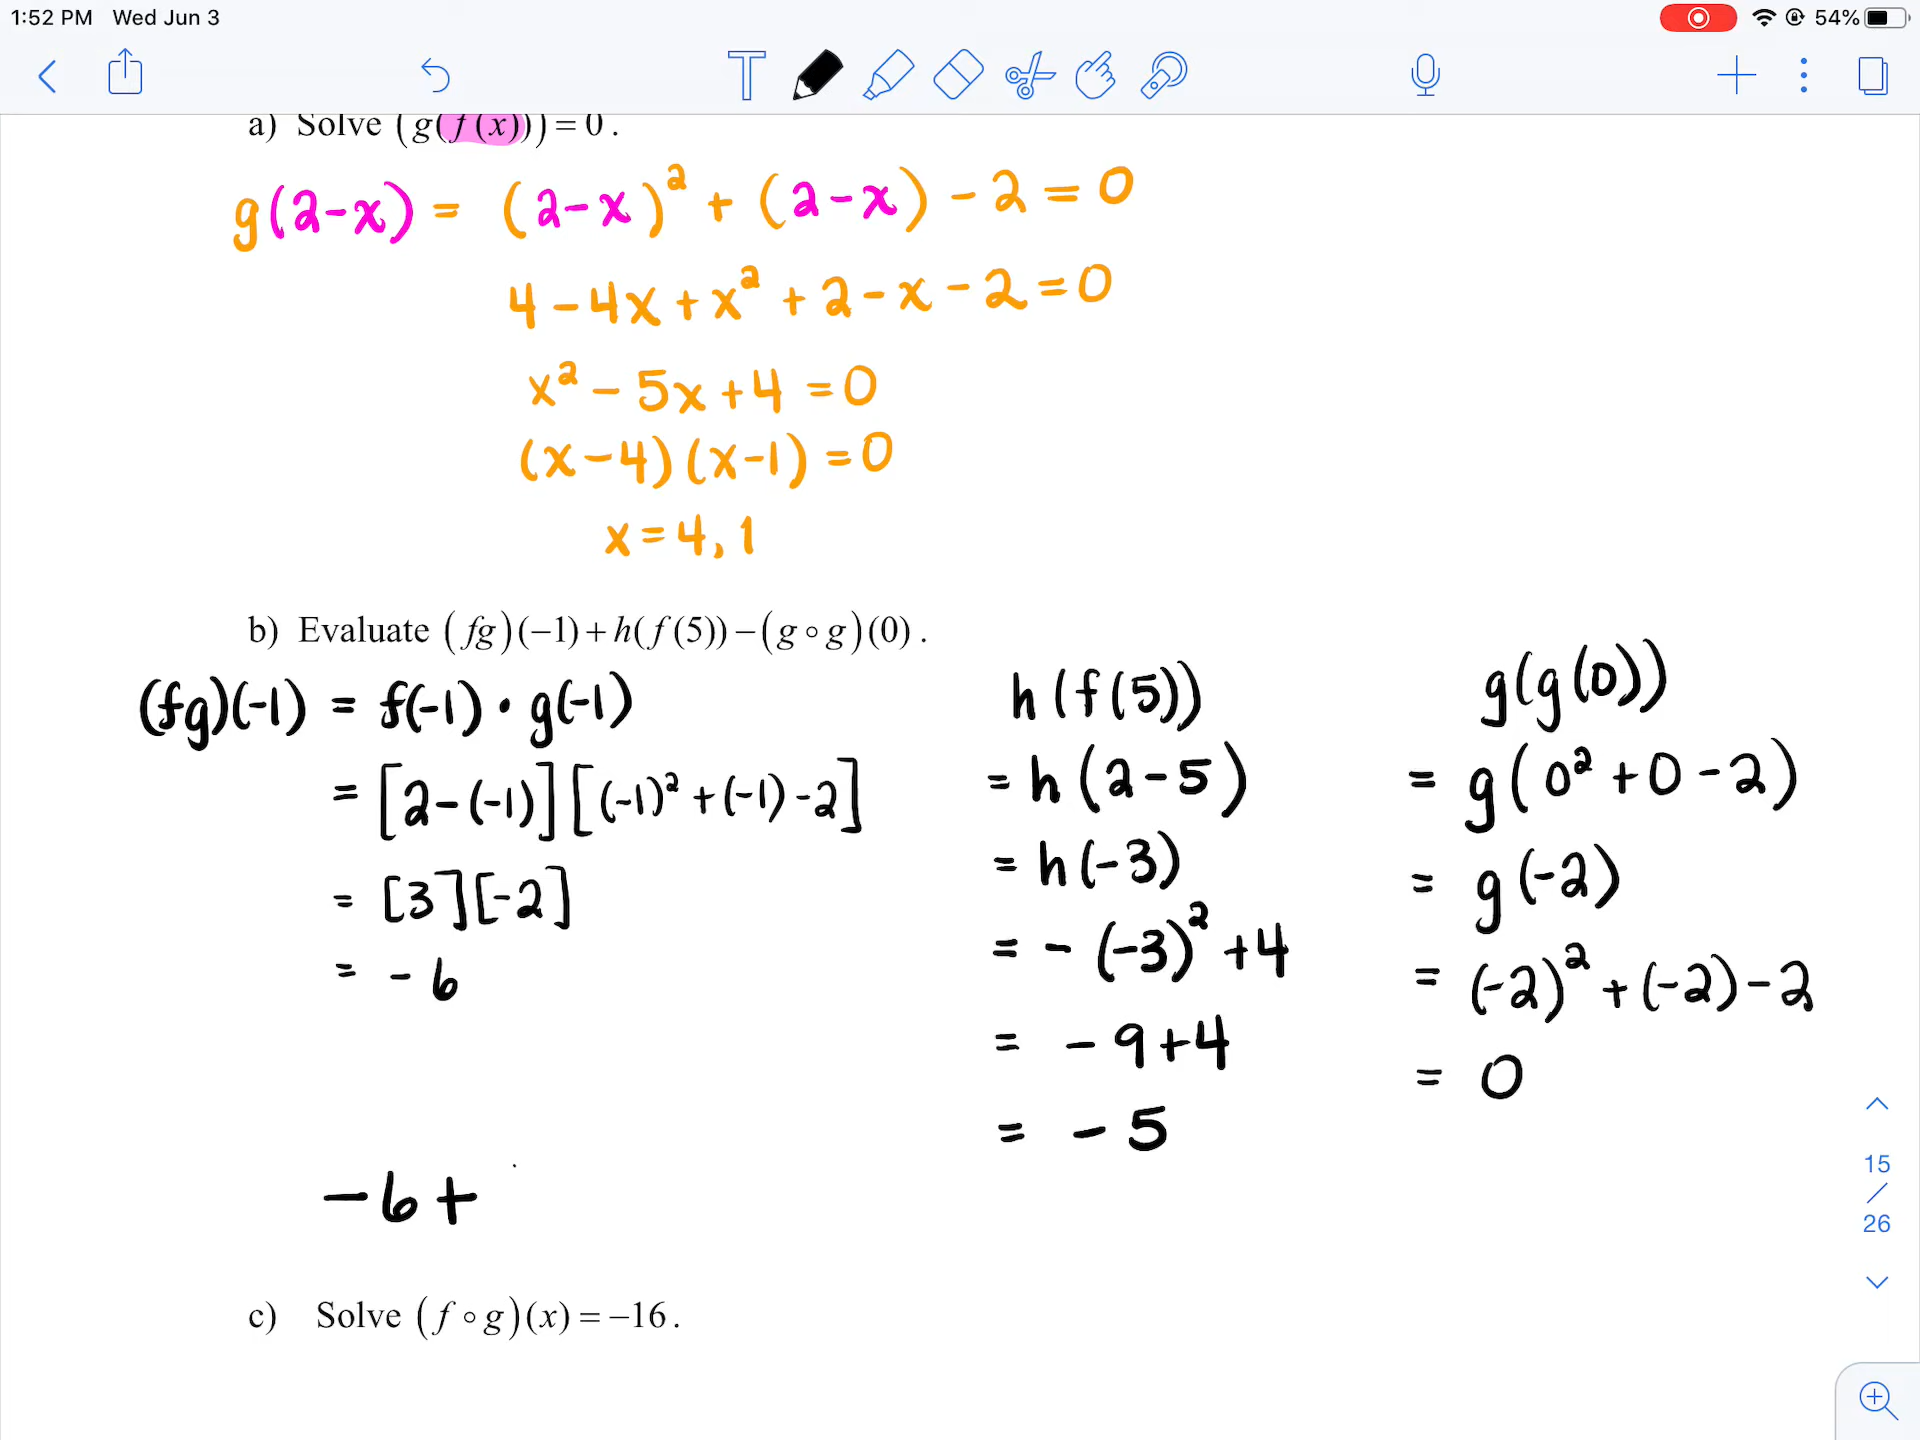 1:52 PM Wed Jun 3 54%
T
a) Solve (g(f(x))) = 0.
g(2-x) = (2-x)² + (2-x) - 2 = 0
4 - 4x + x² + 2 - x - 2 = 0
x² - 5x + 4 = 0
(x-4)(x-1) = 0
x = 4, 1
b) Evaluate (fg)(−1) + h(f(5)) − (g∘g)(0).
(fg)(-1) = f(-1) · g(-1)
= [2-(-1)][(-1)² + (-1) - 2]
= [3][-2]
= -6
h(f(5))
= h(2-5)
= h(-3)
= -(-3)² + 4
= -9+4
= -5
g(g(0))
= g(0² + 0 - 2)
= g(-2)
= (-2)² + (-2) - 2
= 0
-6 +
c) Solve (f∘g)(x) = −16.
15
/
26